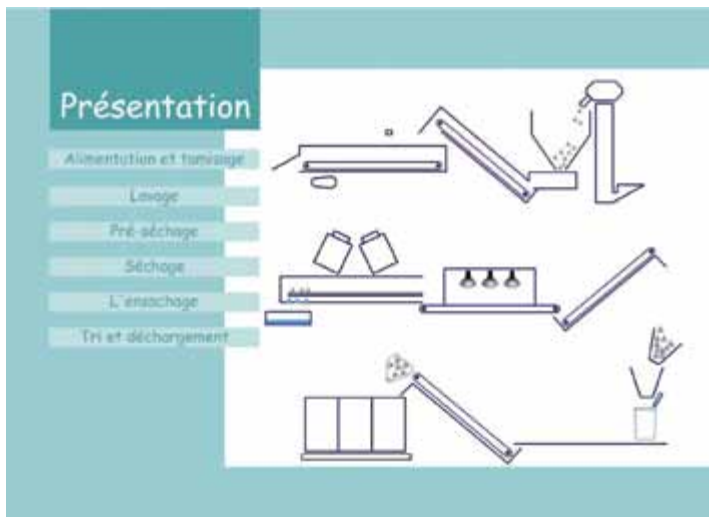 Présentation
Alimentation et tamisage
Lavage
Pré-séchage
Séchage
L'ensachage
Tri et déchargement